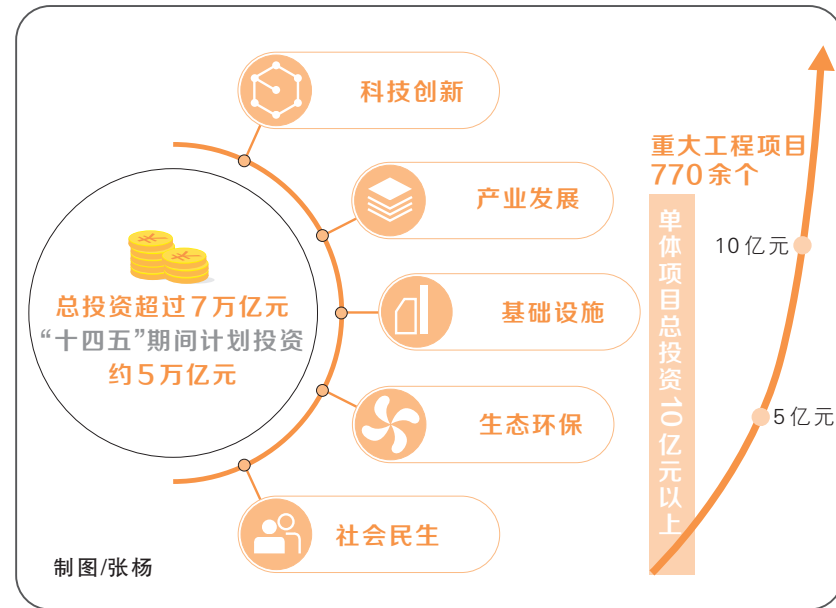 科技创新
产业发展
基础设施
生态环保
社会民生
总投资超过7万亿元
“十四五”期间计划投资
约5万亿元
重大工程项目
770余个
单体项目总投资10亿元以上
10亿元
5亿元
制图/张杨